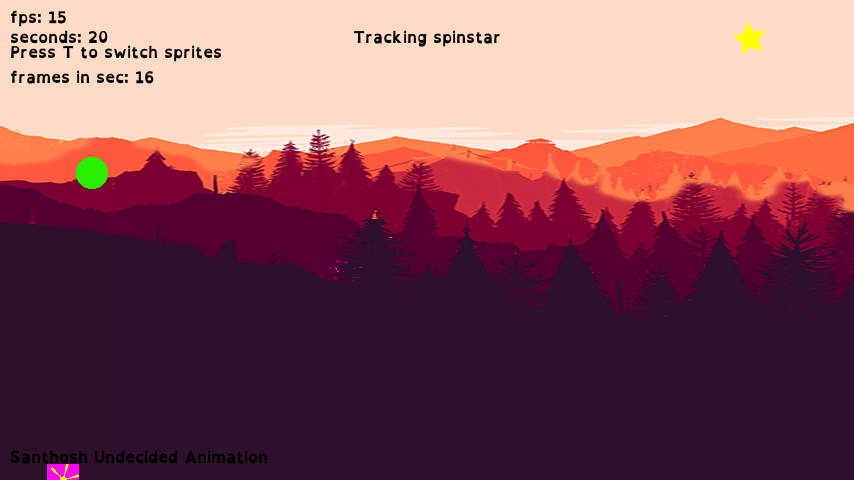 fps: 15
seconds: 20
Tracking spinstar
Press T to switch sprites
frames in sec: 16
Santhosh Undecided Animation